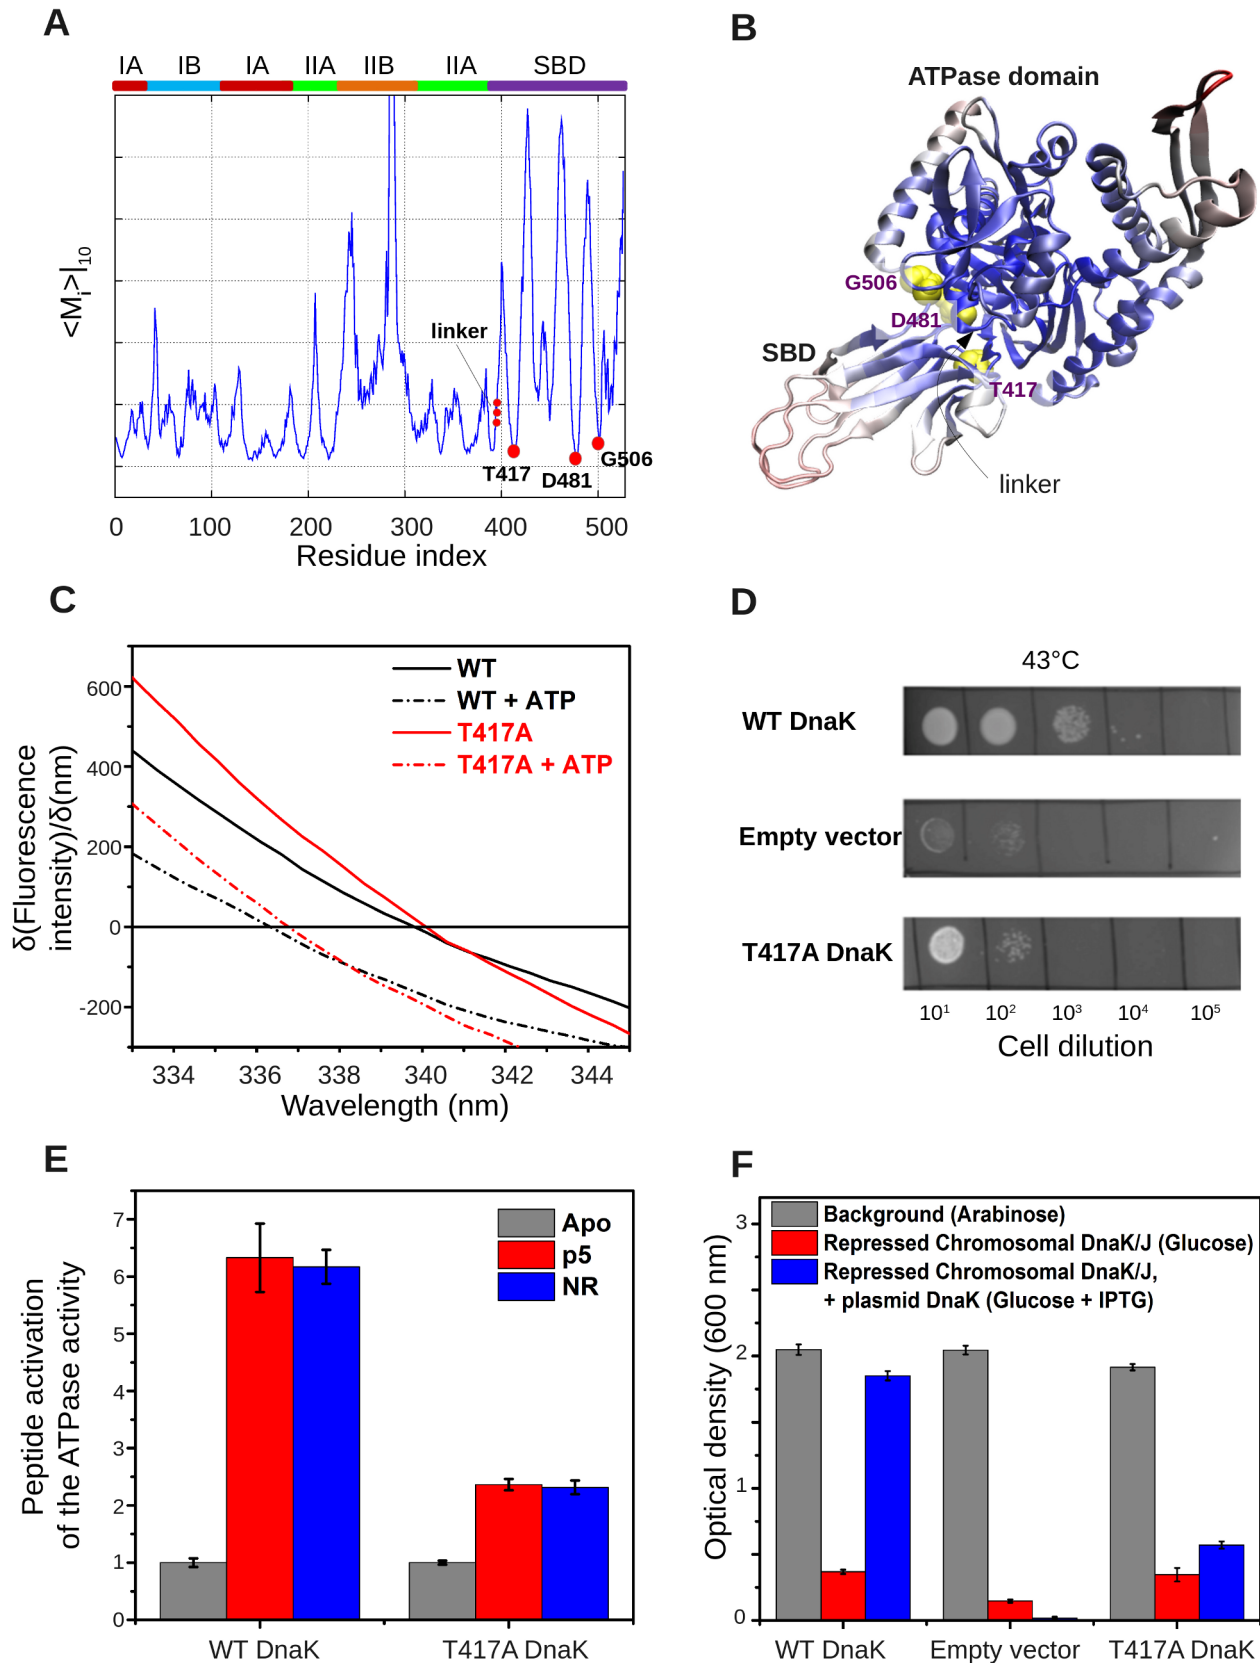 A
IA IB IA IIA IIB IIA SBD
<Mi>|10
linker
T417
D481
G506
0 100 200 300 400 500
Residue index
B
ATPase domain
G506
D481
SBD
T417
linker
C
WT
WT + ATP
T417A
T417A + ATP
600
400
200
0
-200
δ(Fluorescence
intensity)/δ(nm)
334 336 338 340 342 344
Wavelength (nm)
D
43°C
WT DnaK
Empty vector
T417A DnaK
10¹ 10² 10³ 10⁴ 10⁵
Cell dilution
E
Apo
p5
NR
7
6
5
4
3
2
1
0
Peptide activation
of the ATPase activity
WT DnaK T417A DnaK
F
Background (Arabinose)
Repressed Chromosomal DnaK/J (Glucose)
Repressed Chromosomal DnaK/J,
+ plasmid DnaK (Glucose + IPTG)
3
2
1
0
Optical density (600 nm)
WT DnaK Empty vector T417A DnaK